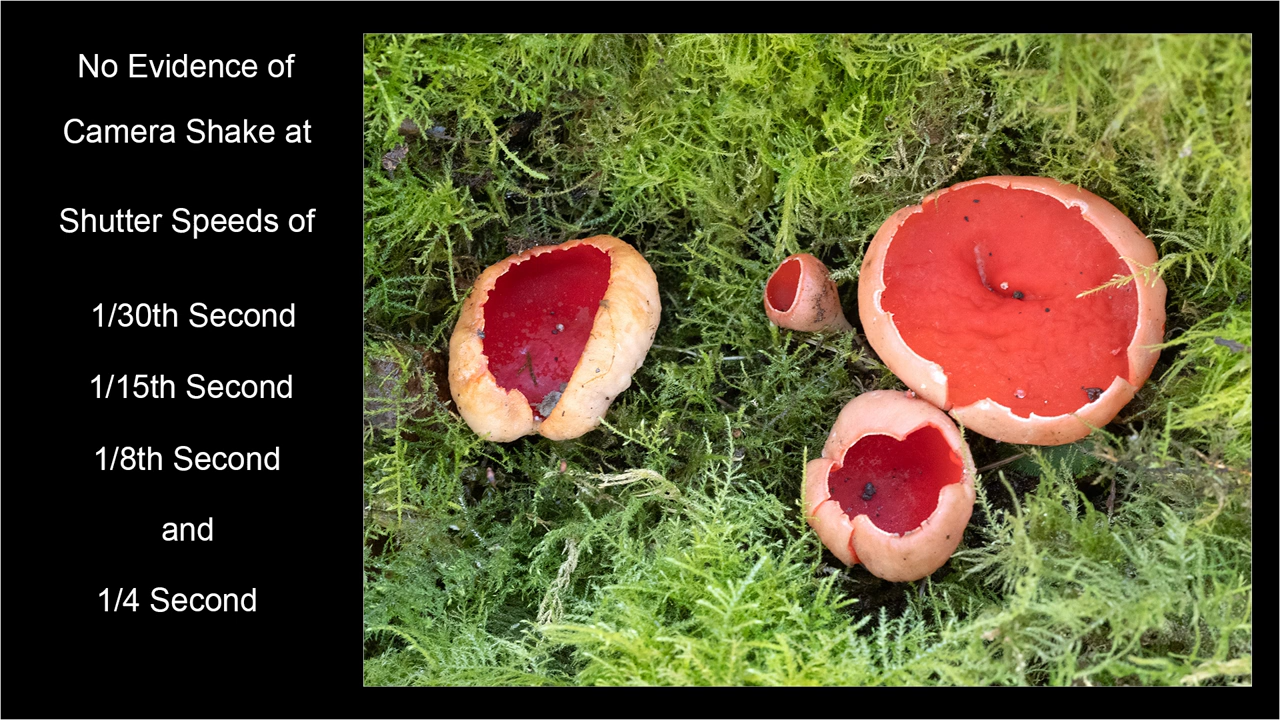 No Evidence of
Camera Shake at
Shutter Speeds of
1/30th Second
1/15th Second
1/8th Second
and
1/4 Second